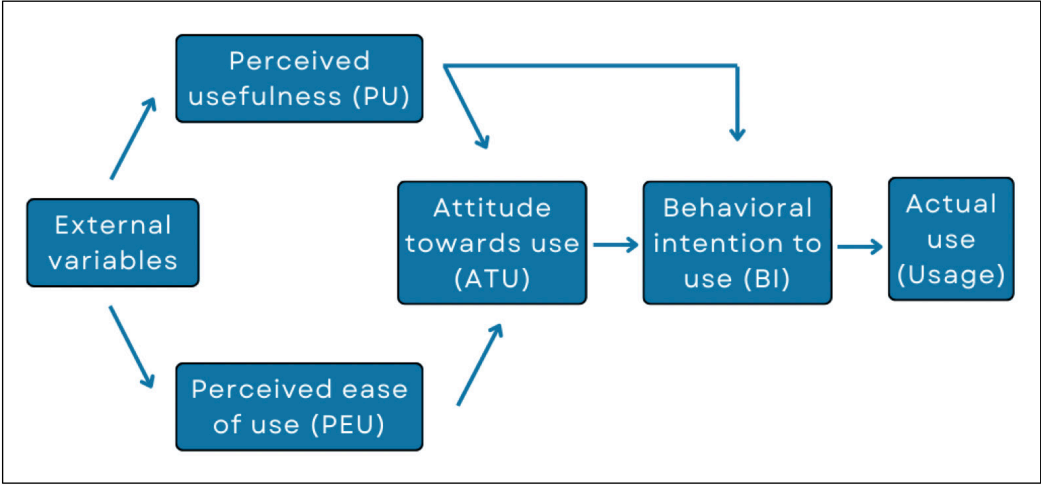 Perceived
usefulness (PU)
External
variables
Attitude
towards use
(ATU)
Behavioral
intention to
use (BI)
Actual
use
(Usage)
Perceived ease
of use (PEU)